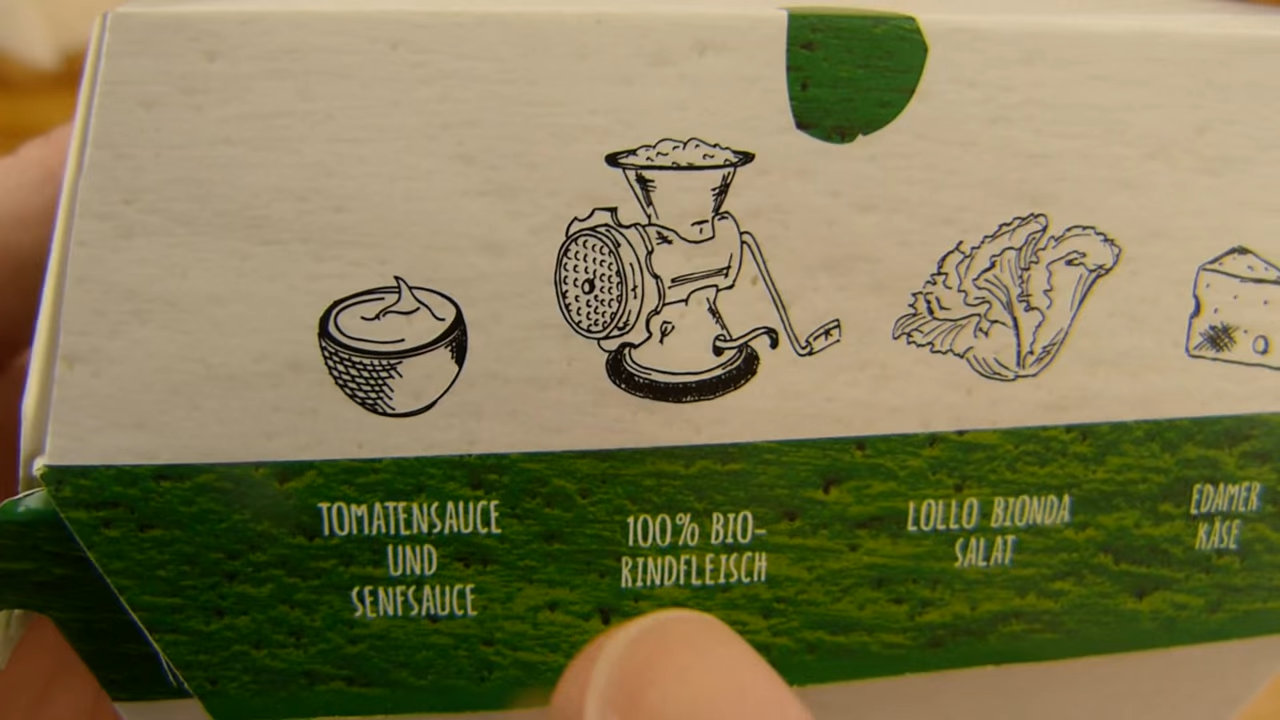 TOMATENSAUCE
UND
SENFSAUCE
100% BIO-
RINDFLEISCH
LOLLO BIONDA
SALAT
EDAMER
KÄSE